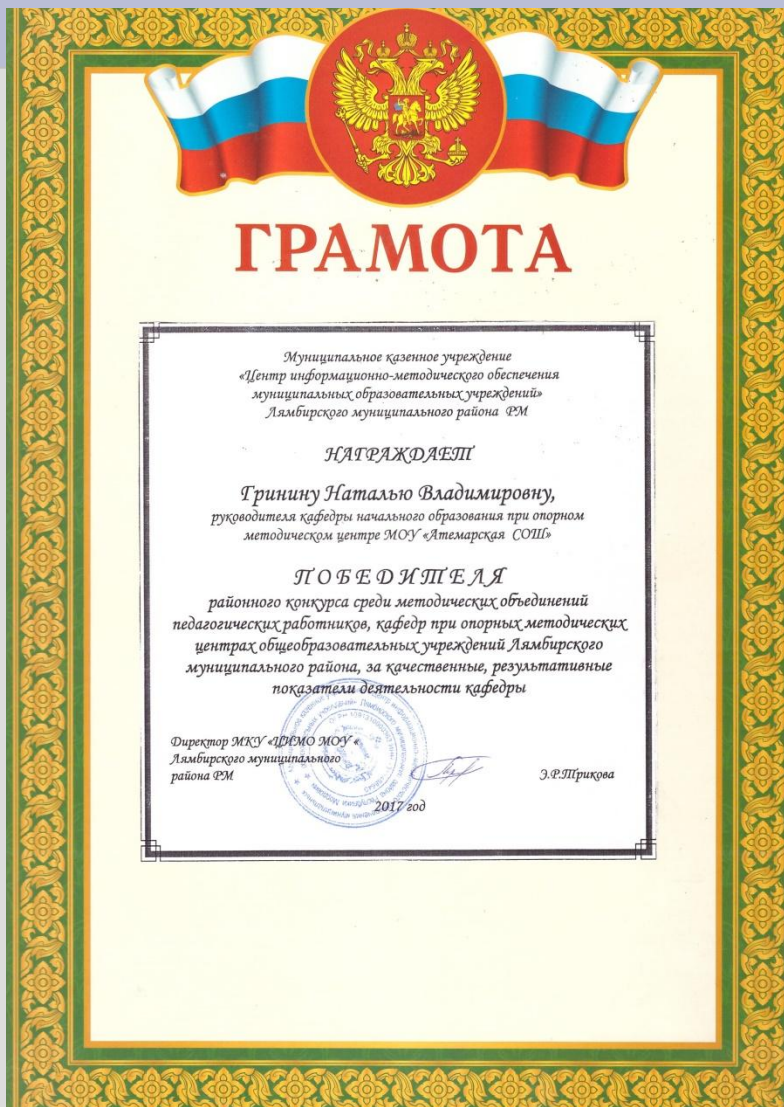 ГРАМОТА
Муниципальное казенное учреждение
«Центр информационно-методического обеспечения
муниципальных образовательных учреждений»
Лямбирского муниципального района РМ
НАГРАЖДАЕТ
Гринину Наталью Владимировну,
руководителя кафедры начального образования при опорном
методическом центре МОУ «Атемарская СОШ»
ПОБЕДИТЕЛЯ
районного конкурса среди методических объединений
педагогических работников, кафедр при опорных методических
центрах общеобразовательных учреждений Лямбирского
муниципального района, за качественные, результативные
показатели деятельности кафедры
Директор МКУ «ЦИМО МОУ «
Лямбирского муниципального
района РМ
Э.Р.Трикова
2017 год